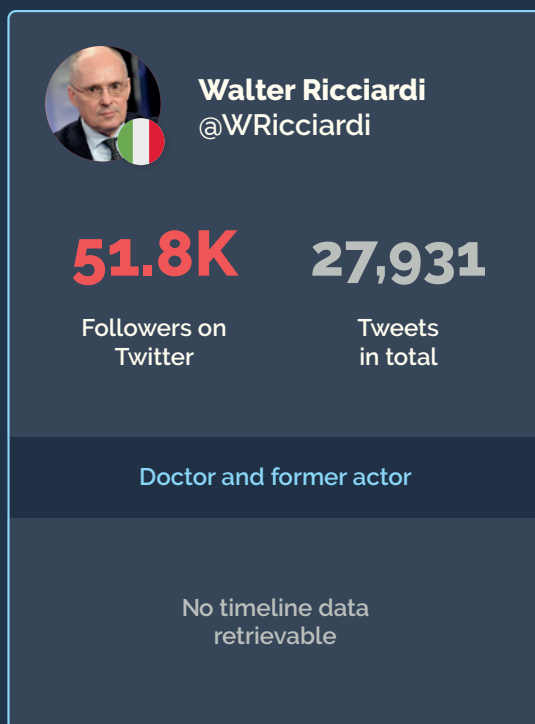 Walter Ricciardi
@WRicciardi
51.8K
27,931
Followers on
Twitter
Tweets
in total
Doctor and former actor
No timeline data
retrievable